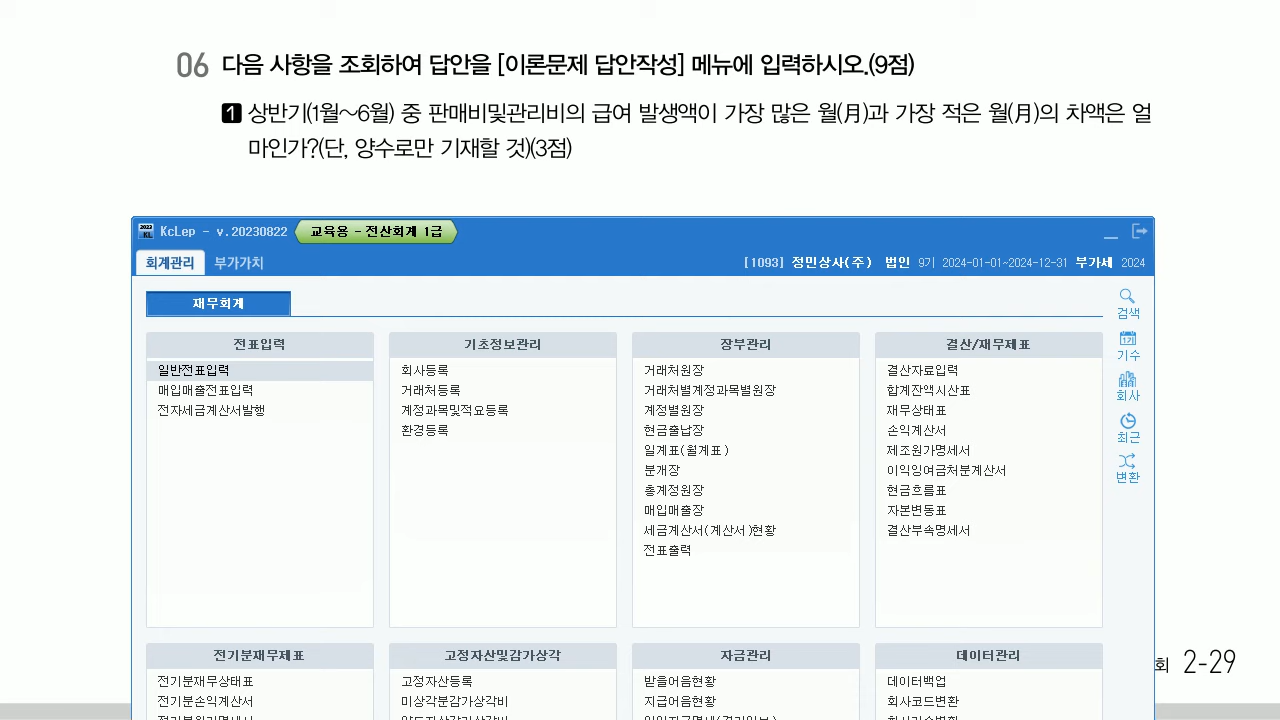 06 다음 사항을 조회하여 답안을 [이론문제 답안작성] 메뉴에 입력하시오.(9점)
1 상반기(1월~6월) 중 판매비및관리비의 급여 발생액이 가장 많은 월(月)과 가장 적은 월(月)의 차액은 얼
마인가?(단, 양수로만 기재할 것)(3점)
KcLep - v.20230822 교육용 - 전산회계 1급
회계관리 부가가치 [1093] 정민상사(주) 법인 9기 2024-01-01~2024-12-31 부가세 2024
재무회계
검색
기수
회사
최근
변환
전표입력
일반전표입력
매입매출전표입력
전자세금계산서발행
기초정보관리
회사등록
거래처등록
계정과목및적요등록
환경등록
장부관리
거래처원장
거래처별계정과목별원장
계정별원장
현금출납장
일계표(월계표)
분개장
총계정원장
매입매출장
세금계산서(계산서)현황
전표출력
결산/재무제표
결산자료입력
합계잔액시산표
재무상태표
손익계산서
제조원가명세서
이익잉여금처분계산서
현금흐름표
자본변동표
결산부속명세서
전기분재무제표
전기분재무상태표
전기분손익계산서
고정자산및감가상각
고정자산등록
미상각분감가상각비
자금관리
받을어음현황
지급어음현황
데이터관리
데이터백업
회사코드변환
회 2-29